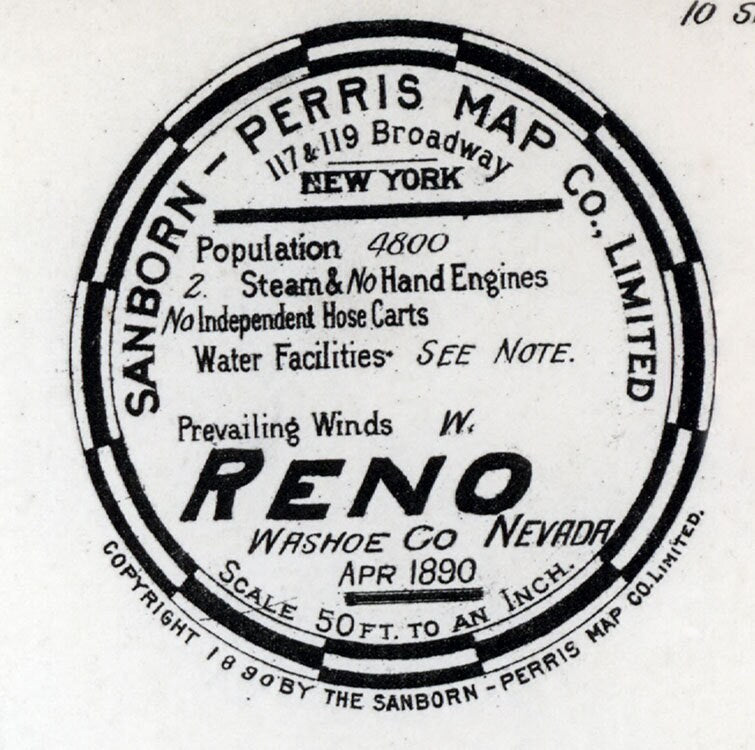 10 S
SANBORN - PERRIS MAP CO., LIMITED
117 & 119 Broadway
NEW YORK
Population 4800
2. Steam & No Hand Engines
No Independent Hose Carts
Water Facilities. SEE NOTE.
Prevailing Winds W.
RENO
WASHOE CO NEVADA
APR 1890
SCALE 50 FT. TO AN INCH.
COPYRIGHT 1890 BY THE SANBORN - PERRIS MAP CO. LIMITED.